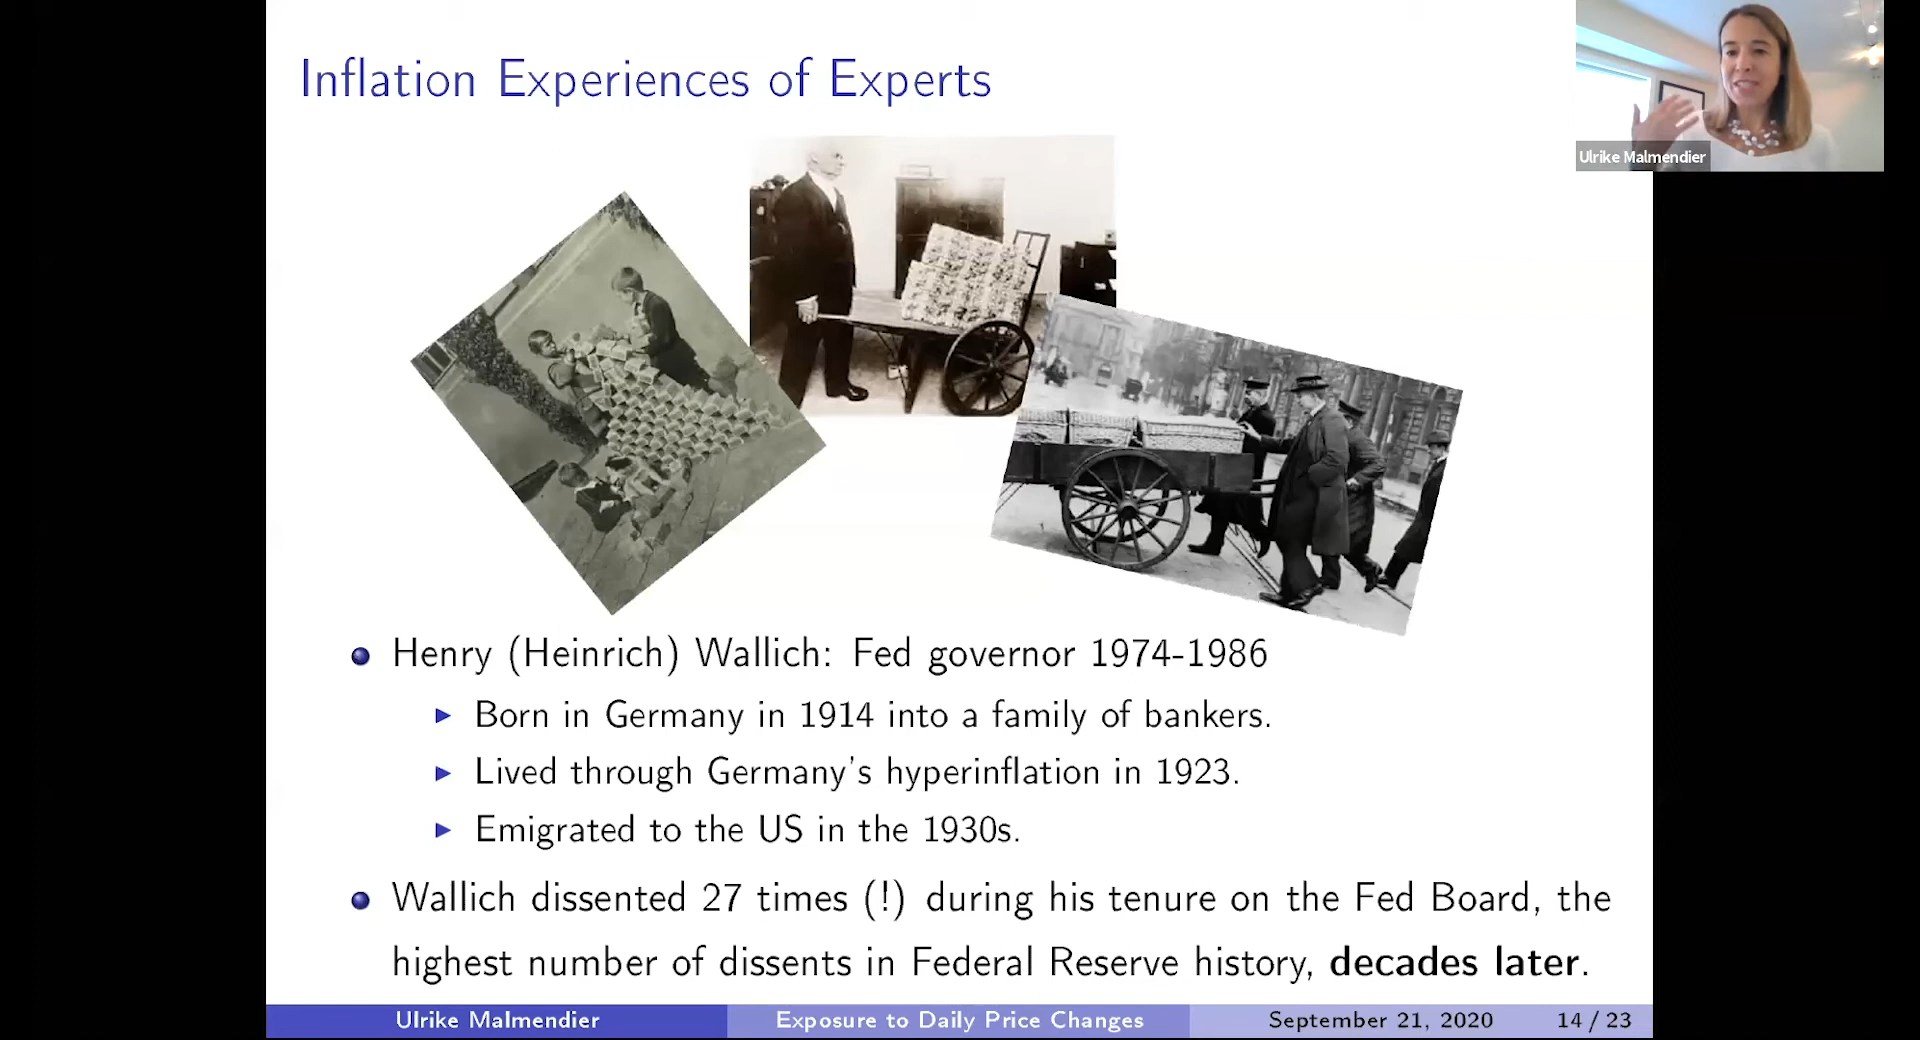 Inflation Experiences of Experts
Ulrike Malmendier
Henry (Heinrich) Wallich: Fed governor 1974-1986
Born in Germany in 1914 into a family of bankers.
Lived through Germany's hyperinflation in 1923.
Emigrated to the US in the 1930s.
Wallich dissented 27 times (!) during his tenure on the Fed Board, the
highest number of dissents in Federal Reserve history, decades later.
Ulrike Malmendier
Exposure to Daily Price Changes
September 21, 2020
14 / 23